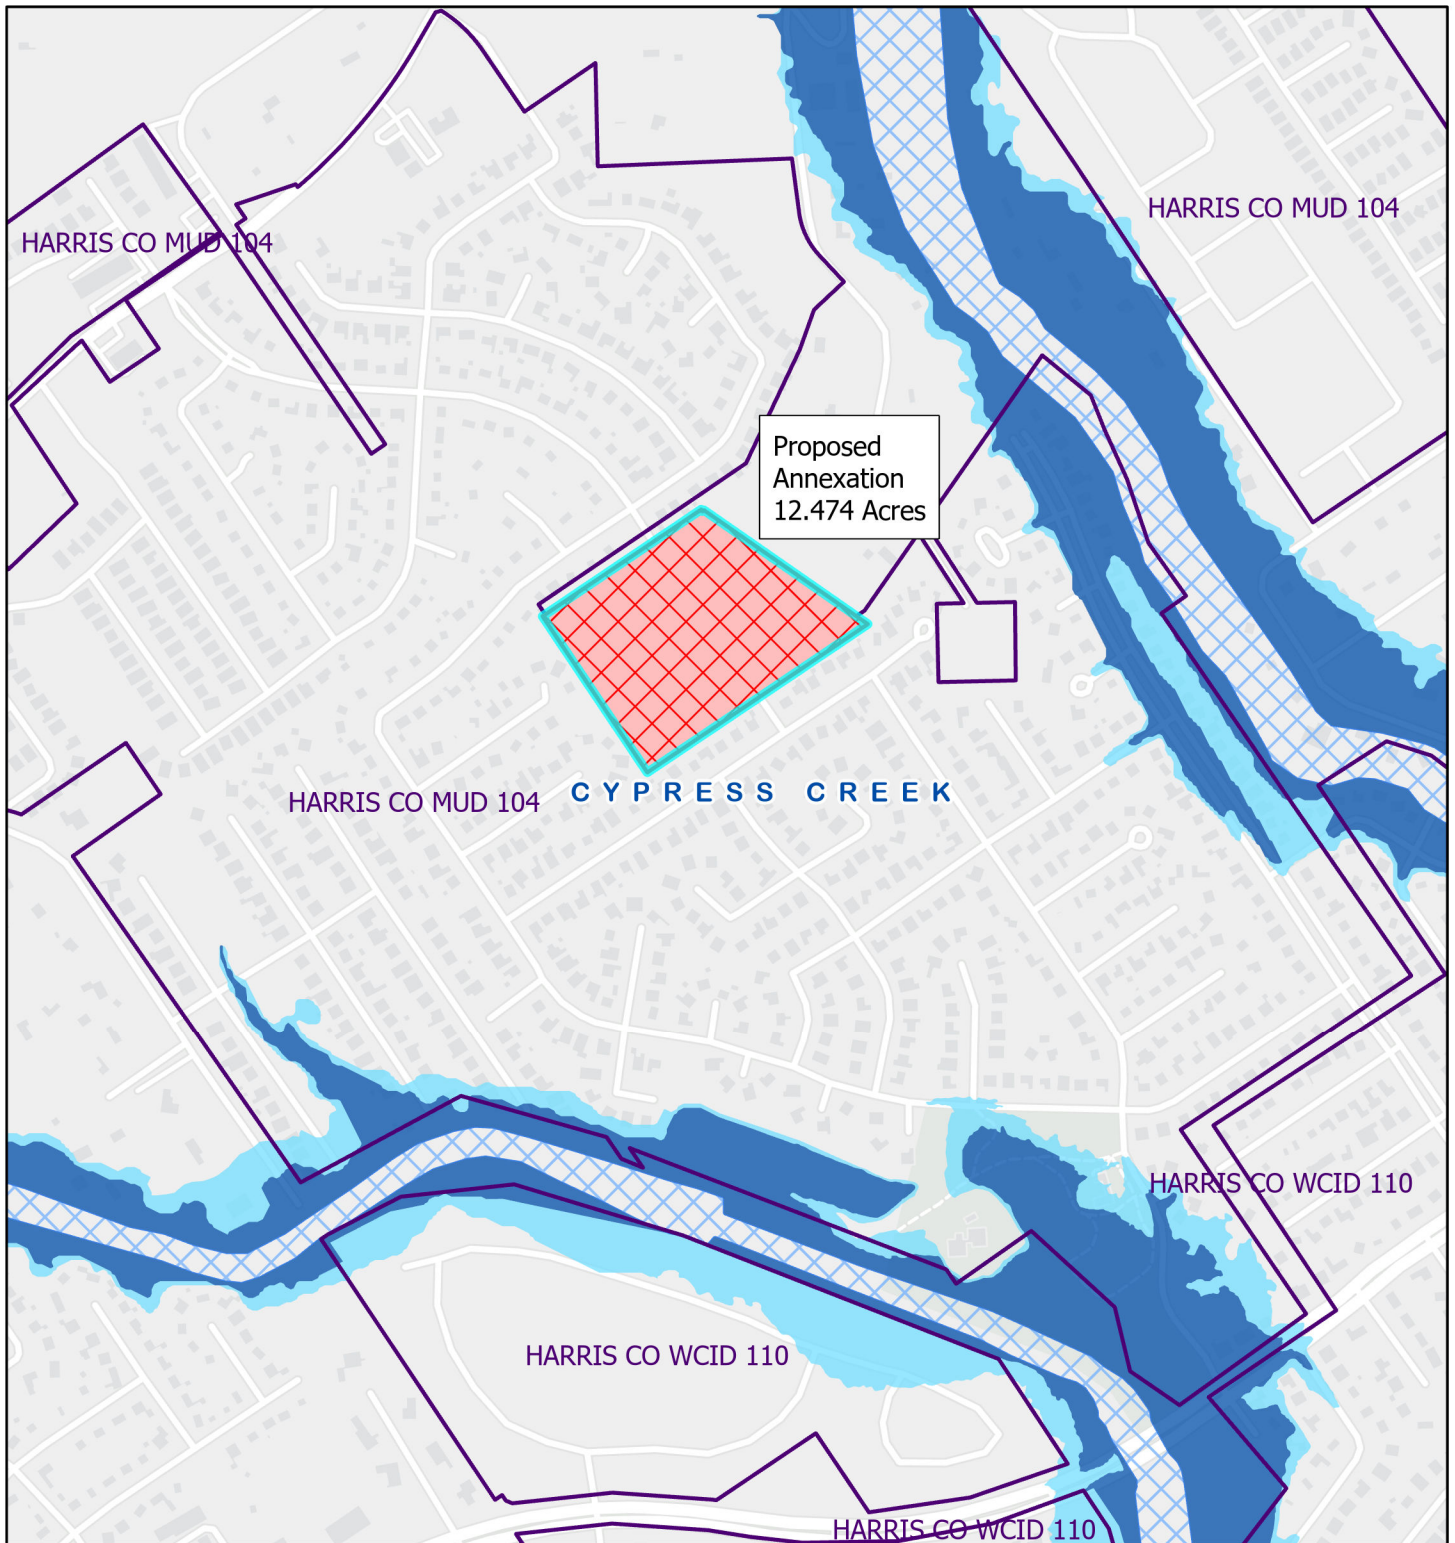 HARRIS CO MUD 104
HARRIS CO MUD 104
Proposed
Annexation
12.474 Acres
HARRIS CO MUD 104
CYPRESS CREEK
HARRIS CO WCID 110
HARRIS CO WCID 110
HARRIS CO WCID 110